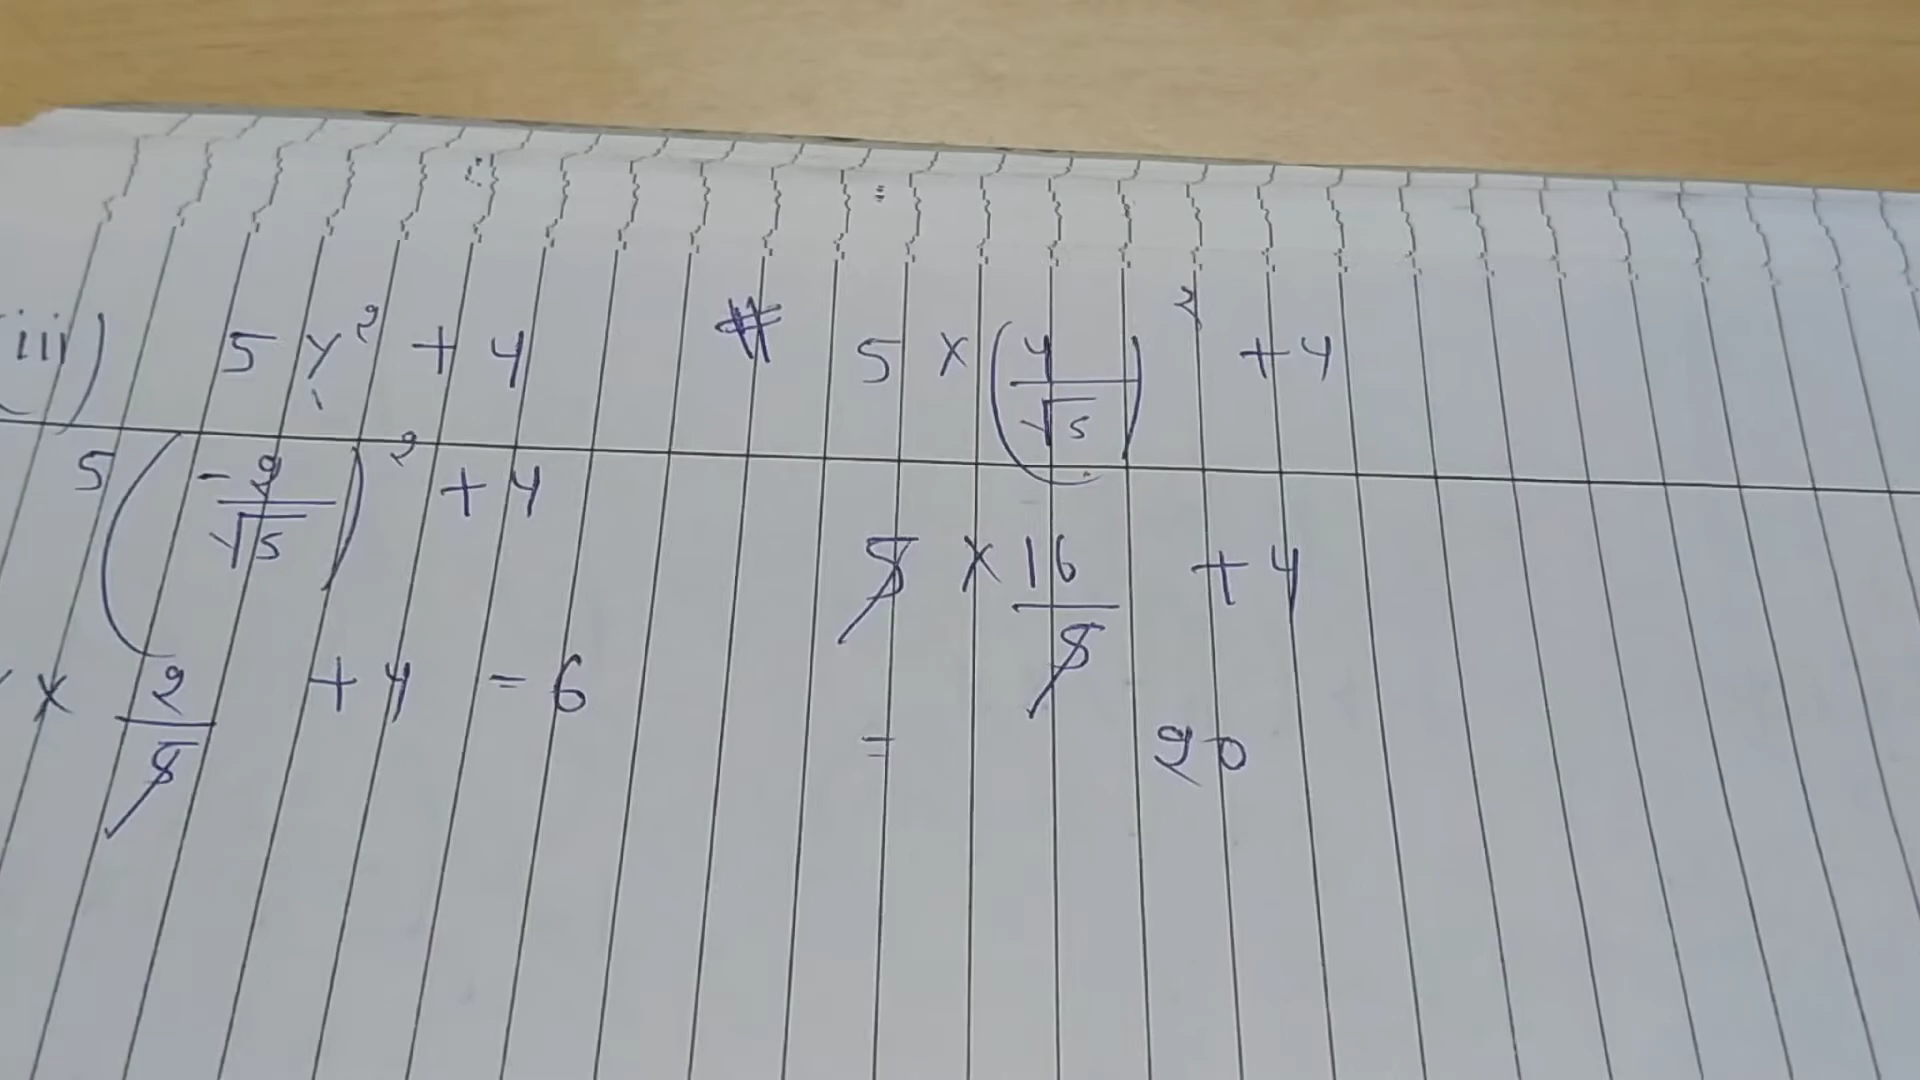 (iii) 5y² + 4
5(-2/√5)² + 4
× 2/5 + 4 = 6
# 5 × (4/√5)² + 4
5 × 16/5 + 4
= 20